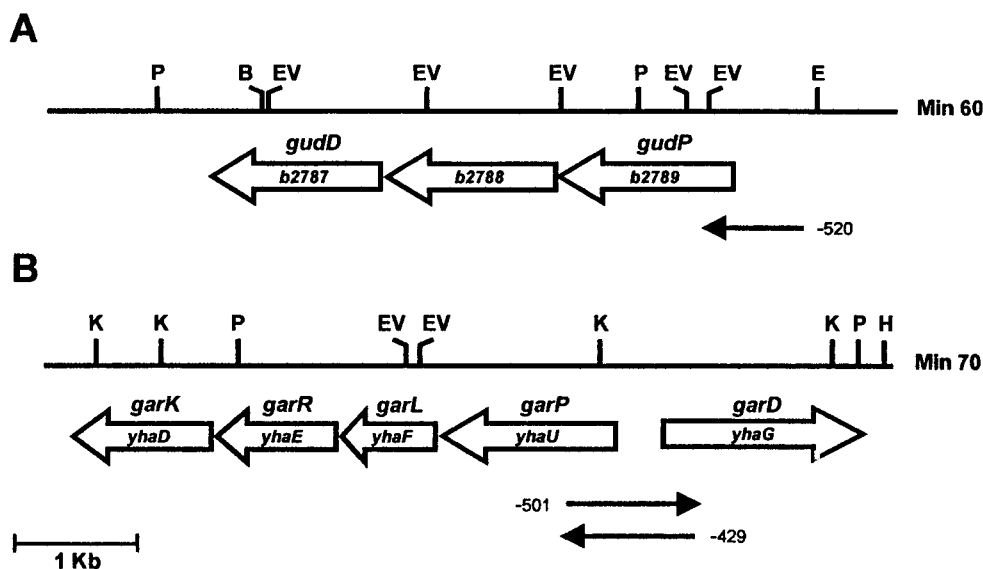 A
P B EV EV EV P EV EV E
Min 60
gudD gudP
b2787 b2788 b2789
-520
B
K K P EV EV K K P H
Min 70
garK garR garL garP garD
yhaD yhaE yhaF yhaU yhaG
-501
-429
1 Kb